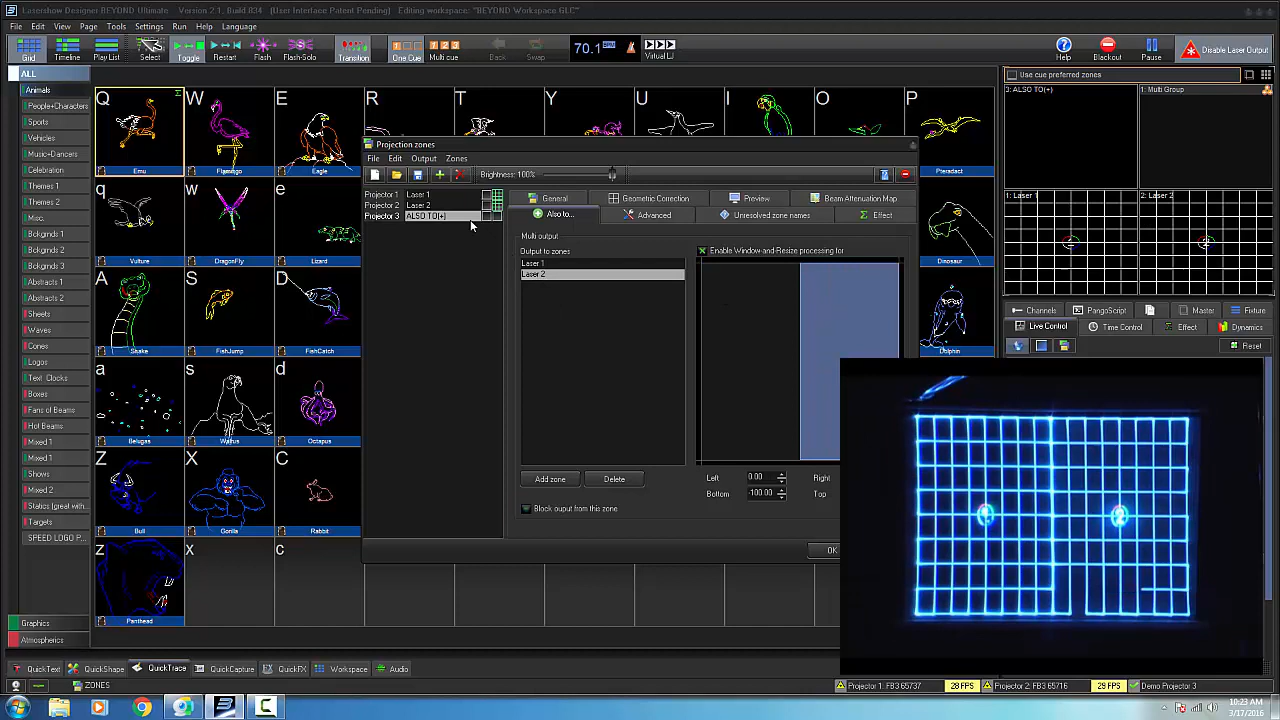 Lasershow Designer BEYOND Ultimate Version 2.1, Build 834 (User Interface Patent Pending) Editing workspace: "BEYOND Workspace GLC"
File Edit View Page Tools Settings Run Help Language
Grid Timeline Play List Select Toggle Restart Flash Flash-Solo Transition One Cue Multi cue Back Swap 70.1 Virtual LJ Help Blackout Pause Disable Laser Output
ALL
Animals
People+Characters
Sports
Vehicles
Music+Dancers
Celebration
Themes 1
Themes 2
Misc.
Bckgrnds 1
Bckgrnds 2
Bckgrnds 3
Abstracts 1
Abstracts 2
Sheets
Waves
Cones
Logos
Text Clocks
Boxes
Fans of Beams
Hot Beams
Mixed 1
Mixed 1
Shows
Mixed 2
Statics (great with...
Targets
SPEED LOGO P...
Graphics
Atmospherics
Q W E R T Y U I O P
Emu Flamingo Eagle Pteradact
q w e
Vulture DragonFly Lizard Dinosaur
A S D
Snake FishJump FishCatch Dolphin
a s d
Belugas Walrus Octapus
Z X C
Bull Gorilla Rabbit
z x c
Panthead
Projection zones
File Edit Output Zones
Brightness: 100%
Projector 1 Laser 1
Projector 2 Laser 2
Projector 3 ALSO TO(+)
General Geometric Correction Preview Beam Attenuation Map
Also to... Advanced Unresolved zone names Effect
Multi output
Output to zones
Laser 1
Laser 2
Enable Window-and-Resize processing for
Add zone Delete
Left 0.00 Right
Bottom -100.00 Top
Block ouput from this zone
OK
Use cue preferred zones
3: ALSO TO(+) 1: Multi Group
1: Laser 1 2: Laser 2
Channels PangoScript Master Fixture
Live Control Time Control Effect Dynamics
Reset
QuickText QuickShape QuickTrace QuickCapture QuickFX Workspace Audio
ZONES
Projector 1: FB3.65737 28 FPS Projector 2: FB3.65716 29 FPS Demo Projector 3
10:23 AM
3/17/2016